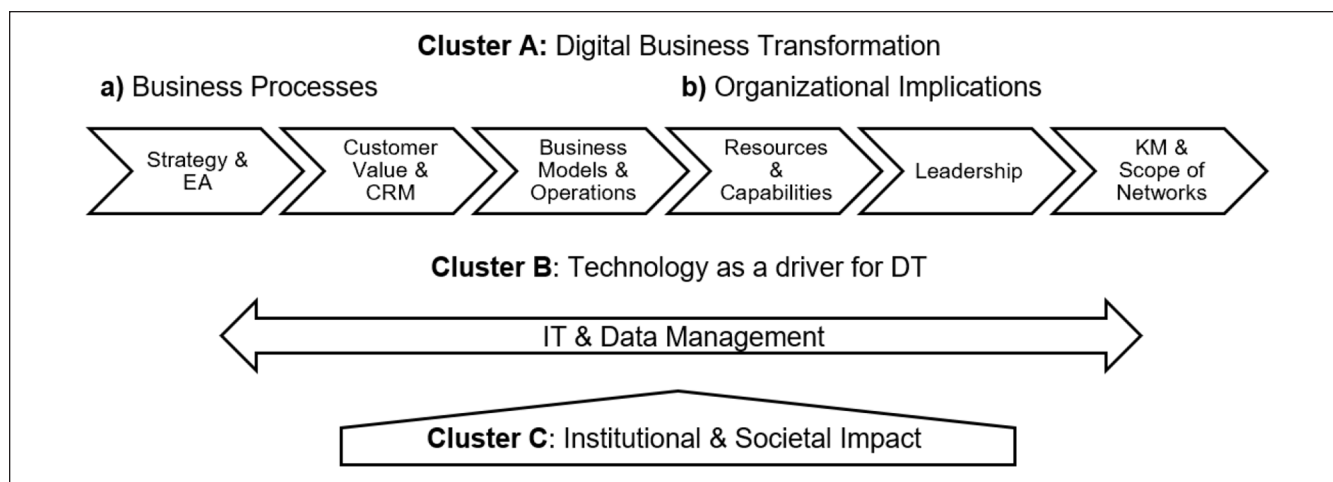 Cluster A: Digital Business Transformation
a) Business Processes
b) Organizational Implications
Strategy &
EA
Customer
Value &
CRM
Business
Models &
Operations
Resources
&
Capabilities
Leadership
KM &
Scope of
Networks
Cluster B: Technology as a driver for DT
IT & Data Management
Cluster C: Institutional & Societal Impact